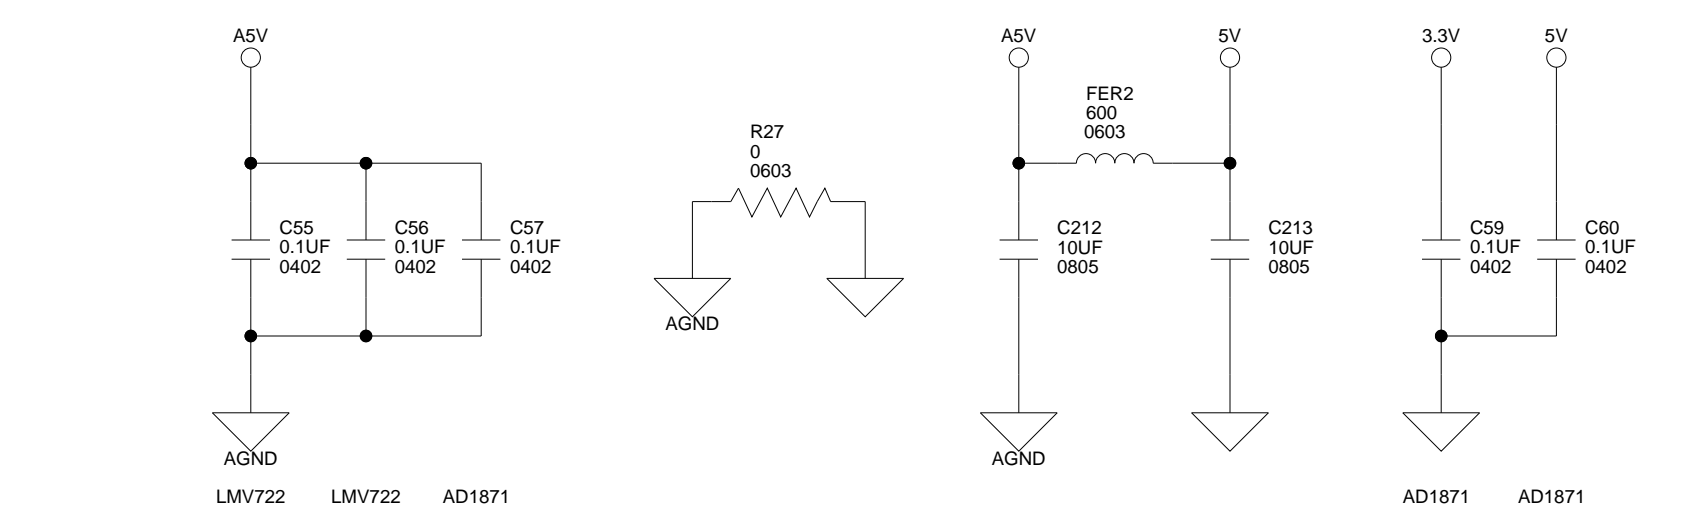 A5V
A5V
5V
3.3V
5V
FER2
600
0603
R27
0
0603
C55
0.1UF
0402
C56
0.1UF
0402
C57
0.1UF
0402
C212
10UF
0805
C213
10UF
0805
C59
0.1UF
0402
C60
0.1UF
0402
AGND
AGND
AGND
LMV722
LMV722
AD1871
AD1871
AD1871